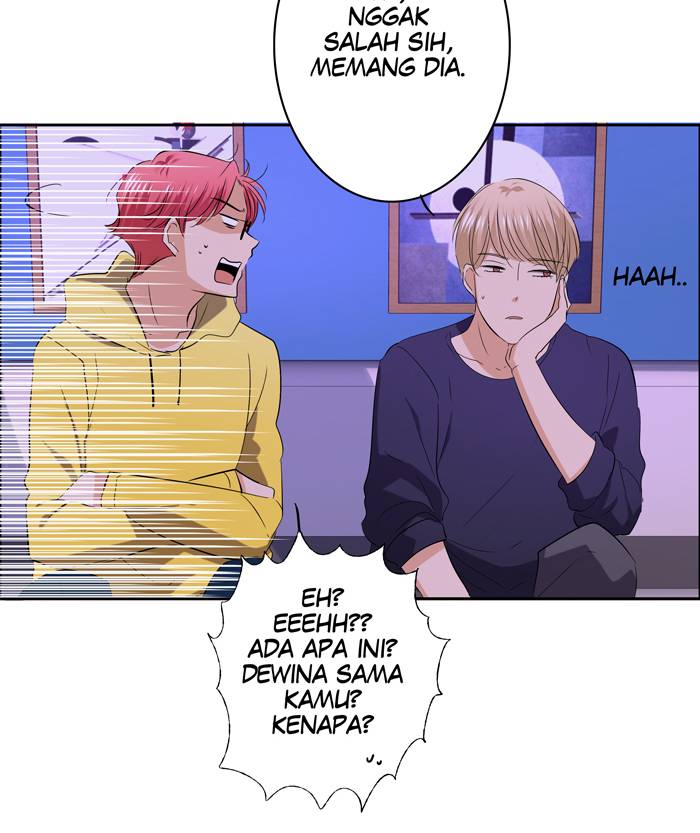 NGGAK
SALAH SIH,
MEMANG DIA.
HAAH..
EH?
EEEHH??
ADA APA INI?
DEWINA SAMA
KAMU?
KENAPA?